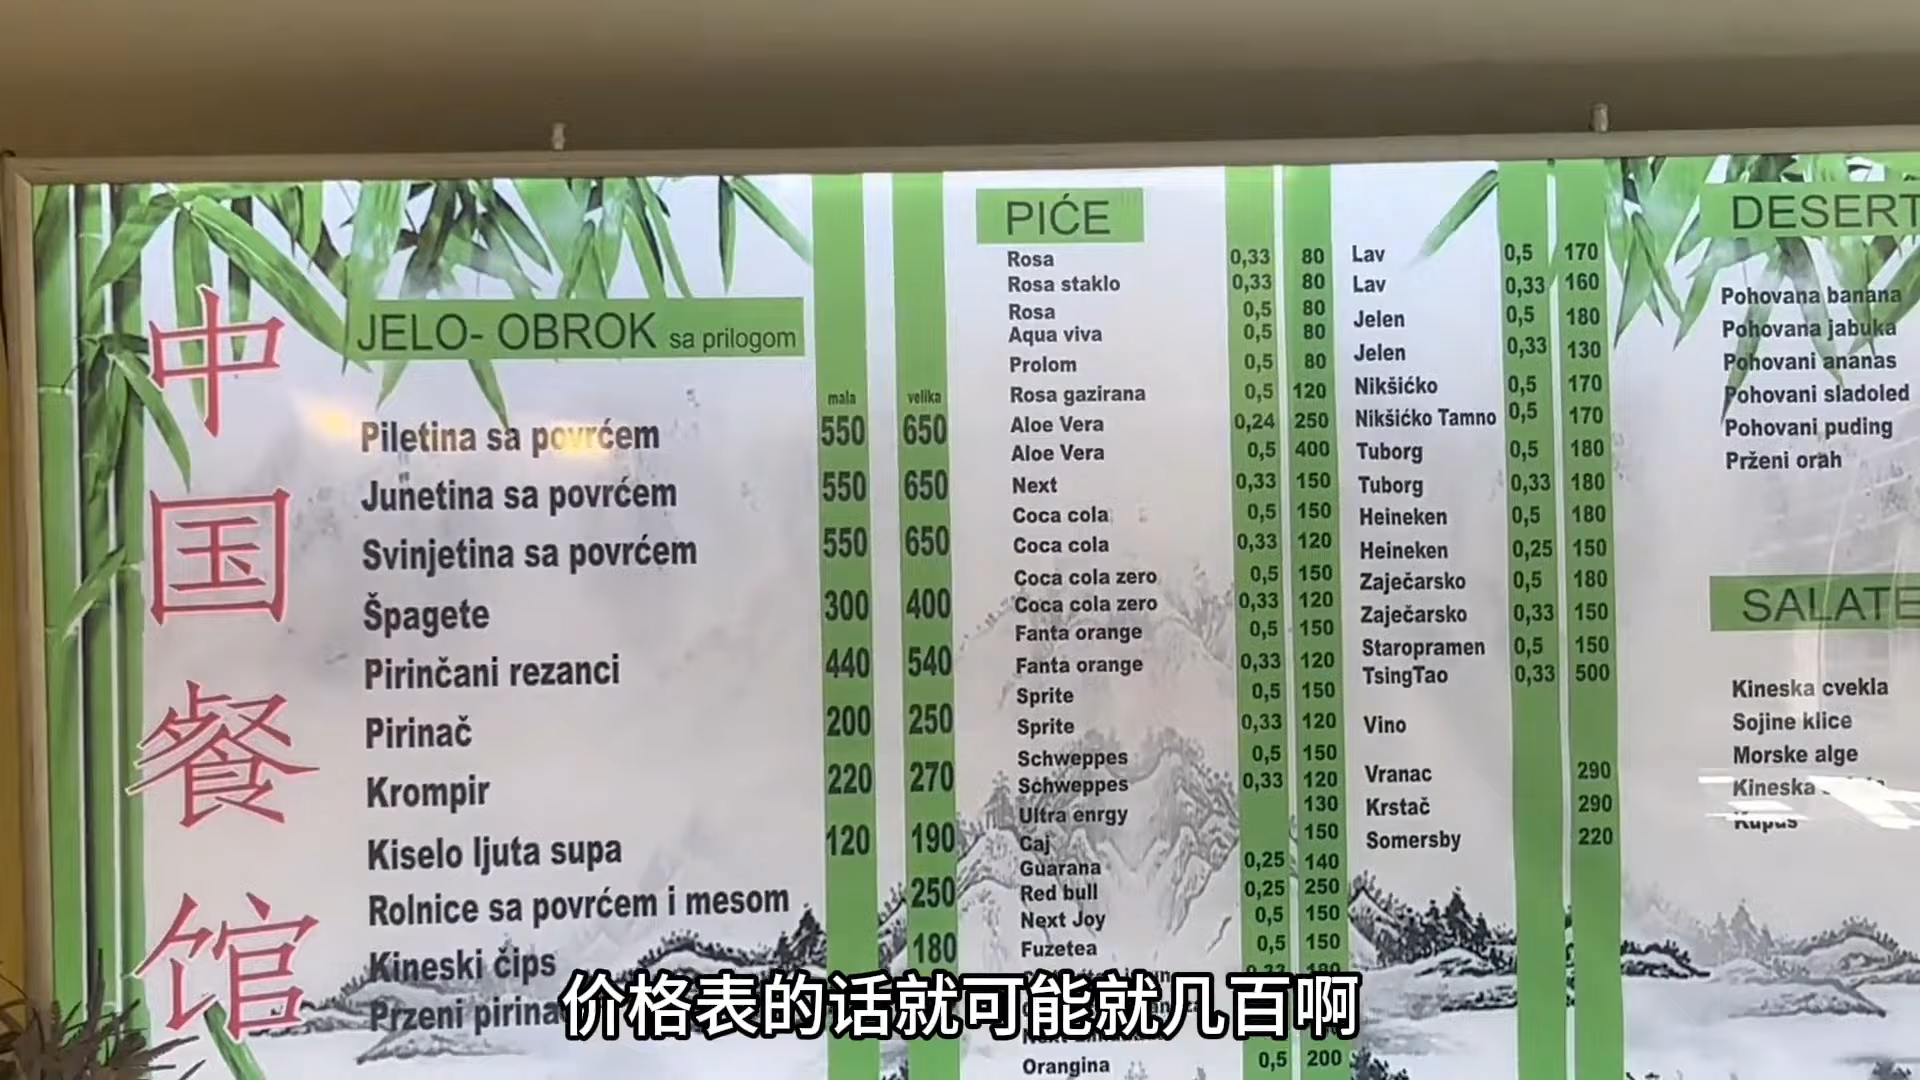 中国餐馆
JELO- OBROK sa prilogom
mala velika
Piletina sa povrćem 550 650
Junetina sa povrćem 550 650
Svinjetina sa povrćem 550 650
Špagete 300 400
Pirinčani rezanci 440 540
Pirinač 200 250
Krompir 220 270
Kiselo ljuta supa 120 190
Rolnice sa povrćem i mesom 250
Kineski čips 180
Przeni
PIĆE
Rosa 0,33 80
Rosa staklo 0,33 80
Rosa 0,5 80
Aqua viva 0,5 80
Prolom 0,5 80
Rosa gazirana 0,5 120
Aloe Vera 0,24 250
Aloe Vera 0,5 400
Next 0,33 150
Coca cola 0,5 150
Coca cola 0,33 120
Coca cola zero 0,5 150
Coca cola zero 0,33 120
Fanta orange 0,5 150
Fanta orange 0,33 120
Sprite 0,5 150
Sprite 0,33 120
Schweppes 0,5 150
Schweppes 0,33 120
Ultra enrgy 130
Caj 150
Guarana 0,25 140
Red bull 0,25 250
Next Joy 0,5 150
Fuzetea 0,5 150
Orangina 0,5 200
Lav 0,5 170
Lav 0,33 160
Jelen 0,5 180
Jelen 0,33 130
Nikšićko 0,5 170
Nikšićko Tamno 0,5 170
Tuborg 0,5 180
Tuborg 0,33 180
Heineken 0,5 180
Heineken 0,25 150
Zaječarsko 0,5 180
Zaječarsko 0,33 150
Staropramen 0,5 150
TsingTao 0,33 500
Vino
Vranac 290
Krstač 290
Somersby 220
DESERT
Pohovana banana
Pohovana jabuka
Pohovani ananas
Pohovani sladoled
Pohovani puding
Prženi orah
SALATE
Kineska cvekla
Sojine klice
Morske alge
Kineska
Kupus
价格表的话就可能就几百啊